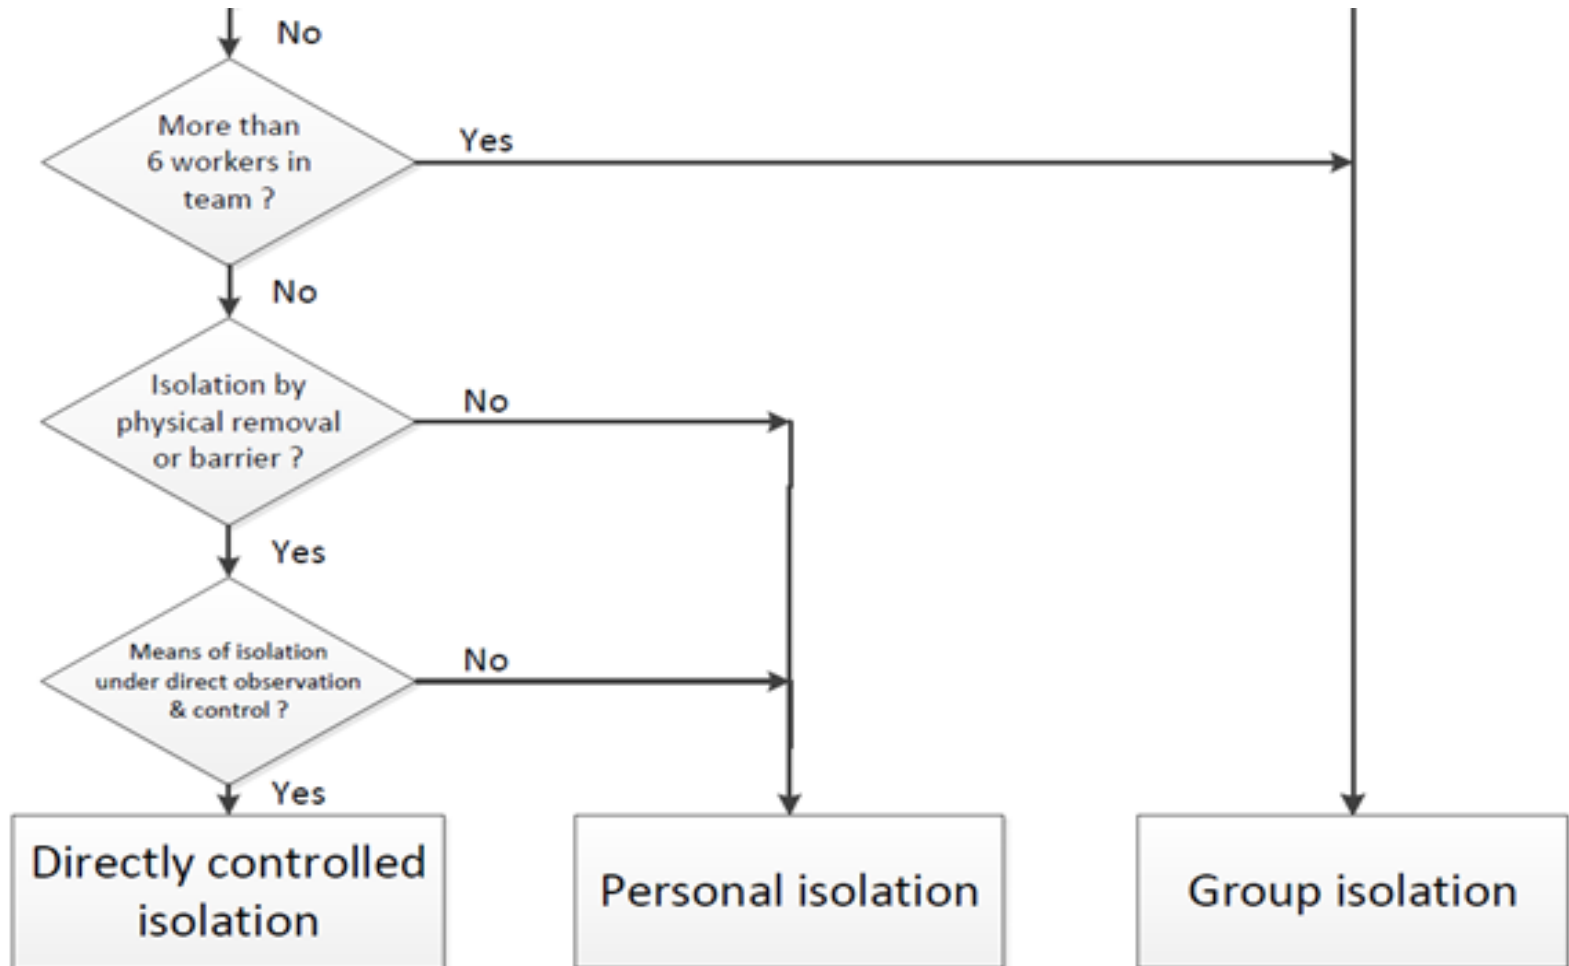 No
More than
6 workers in
team ?
Yes
No
Isolation by
physical removal
or barrier ?
No
Yes
Means of isolation
under direct observation
& control ?
No
Yes
Directly controlled
isolation
Personal isolation
Group isolation